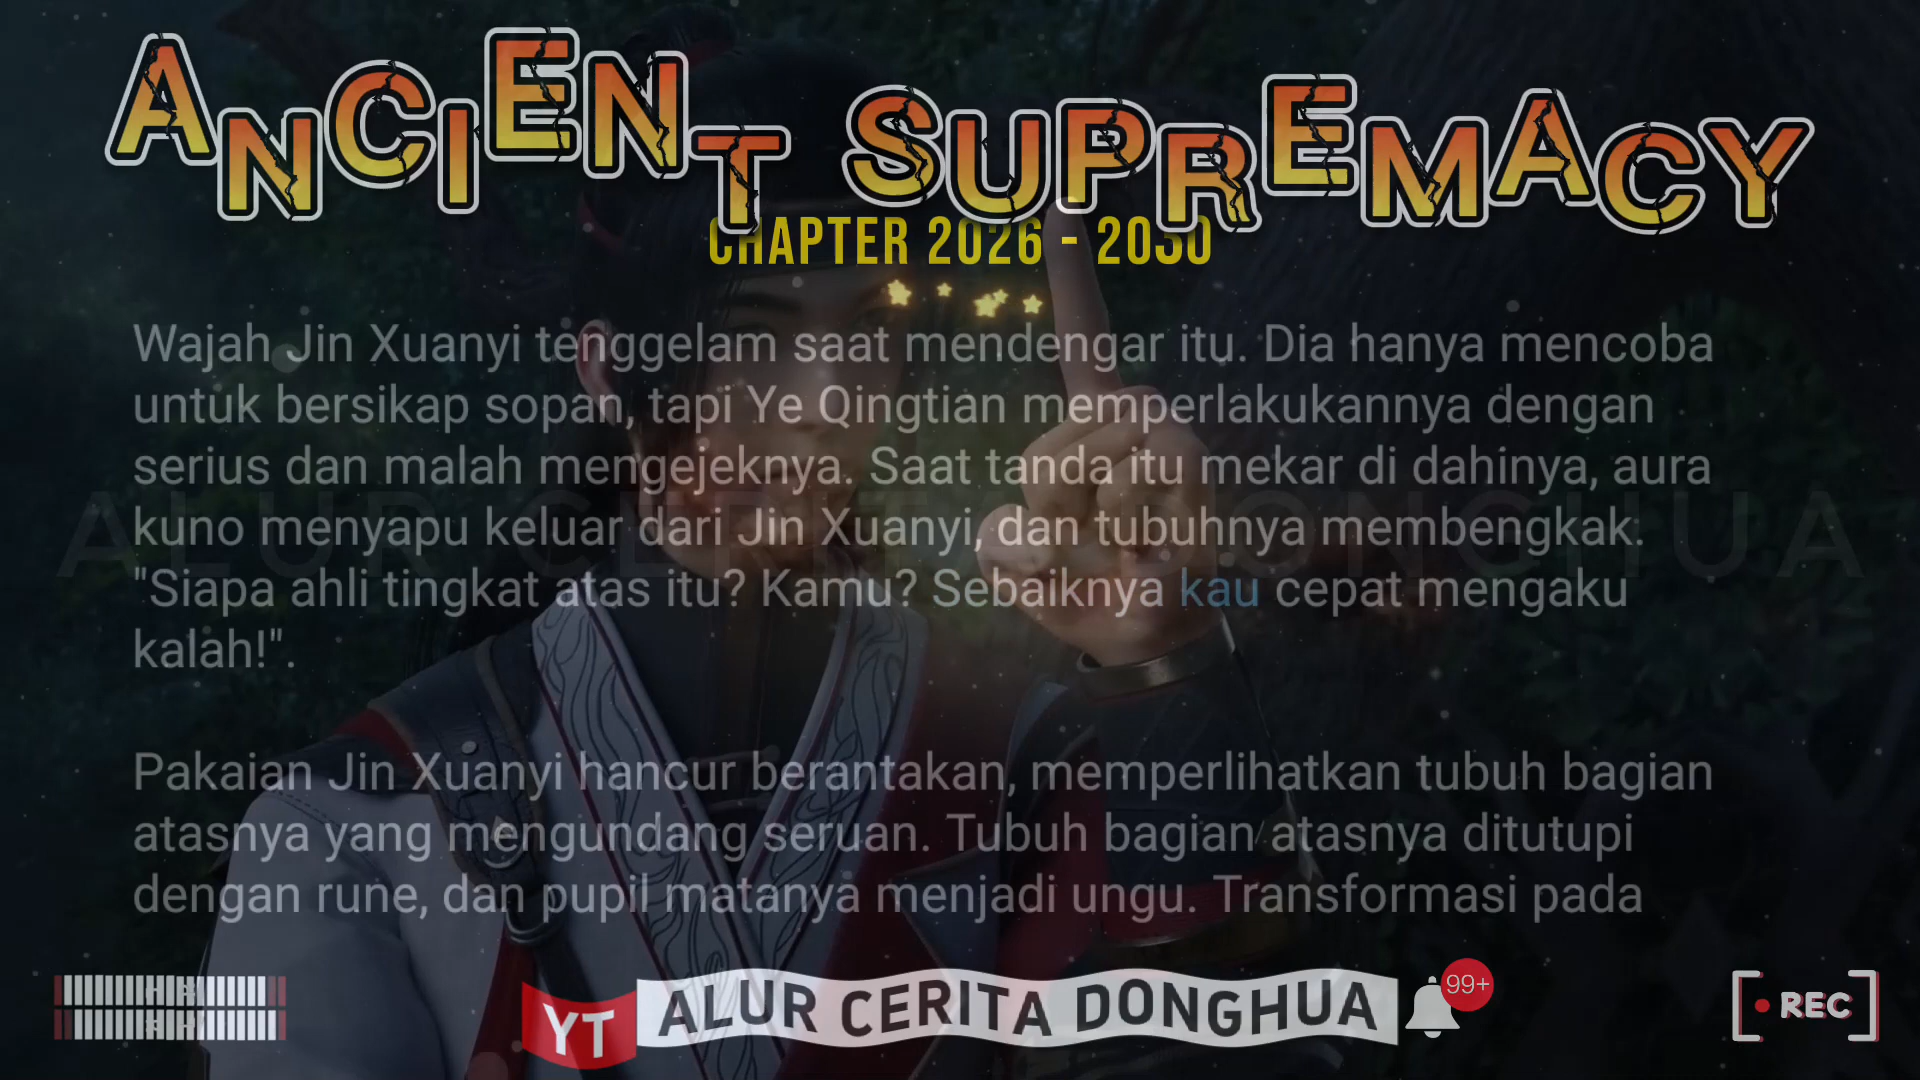 ANCIENT SUPREMACY
CHAPTER 2026 - 2030
Wajah Jin Xuanyi tenggelam saat mendengar itu. Dia hanya mencoba
untuk bersikap sopan, tapi Ye Qingtian memperlakukannya dengan
serius dan malah mengejeknya. Saat tanda itu mekar di dahinya, aura
kuno menyapu keluar dari Jin Xuanyi, dan tubuhnya membengkak.
"Siapa ahli tingkat atas itu? Kamu? Sebaiknya kau cepat mengaku
kalah!".
Pakaian Jin Xuanyi hancur berantakan, memperlihatkan tubuh bagian
atasnya yang mengundang seruan. Tubuh bagian atasnya ditutupi
dengan rune, dan pupil matanya menjadi ungu. Transformasi pada
ALUR CERITA DONGHUA
YT ALUR CERITA DONGHUA 99+
REC